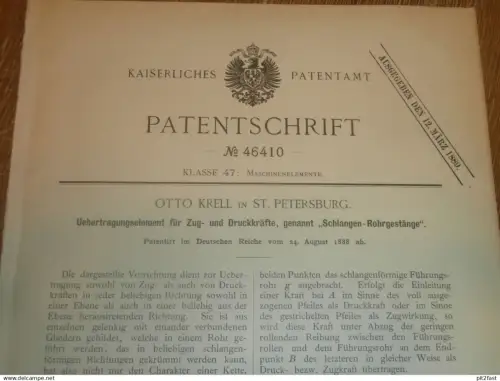 KAISERLICHES PATENTAMT
AUSGEGEBEN DEN 12. MÄRZ 1889.
PATENTSCHRIFT
№ 46410
KLASSE 47: MASCHINENELEMENTE.
OTTO KRELL IN ST. PETERSBURG.
Uebertragungselement für Zug- und Druckkräfte, genannt „Schlangen-Rohrgestänge“.
Patentirt im Deutschen Reiche vom 24. August 1888 ab.
Die dargestellte Vorrichtung dient zur Ueber-
tragung sowohl von Zug- als auch von Druck-
kräften in jeder beliebigen Richtung sowohl in
einer Ebene als auch in einer beliebig aus der
Ebene heraustretenden Richtung. Sie ist aus
einzelnen gelenkig mit einander verbundenen
Gliedern gebildet, welche in einem Rohr ge-
führt werden, das in beliebigen schlangen-
förmigen Richtungen gekrümmt werden kann,
hat also nicht nur den Charakter einer Kette,
beiden Punkten das schlangenförmige Führungs-
rohr g angebracht. Erfolgt die Einleitung
einer Kraft bei A im Sinne des voll ausge-
zogenen Pfeiles als Druckkraft oder im Sinne
des gestrichelten Pfeiles als Zugwirkung, so
wird diese Kraft unter Abzug der geringen
rollenden Reibung zwischen den Führungs-
rollen und dem Führungsrohr an dem End-
punkt B des letzteren in gleicher Weise als
Druck- bezw. Zugkraft übertragen.
www.picfast.com